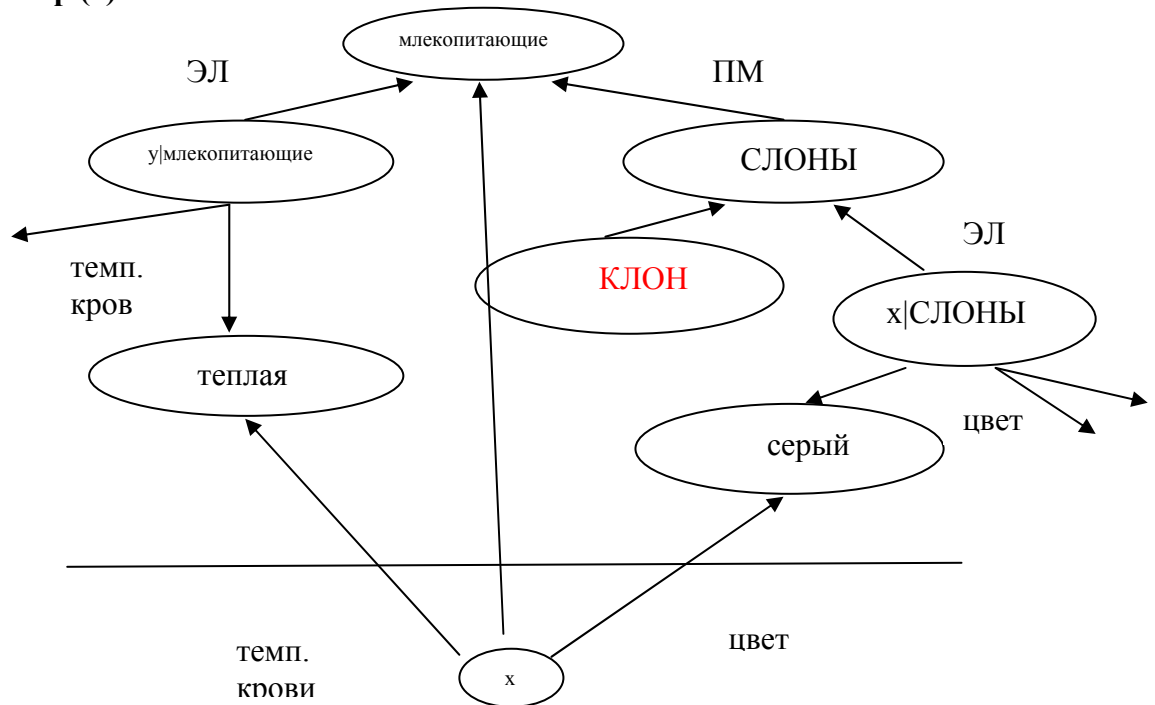 млекопитающие
ЭЛ
ПМ
y|млекопитающие
СЛОНЫ
ЭЛ
темп.
кров
КЛОН
x|СЛОНЫ
теплая
цвет
серый
темп.
крови
x
цвет